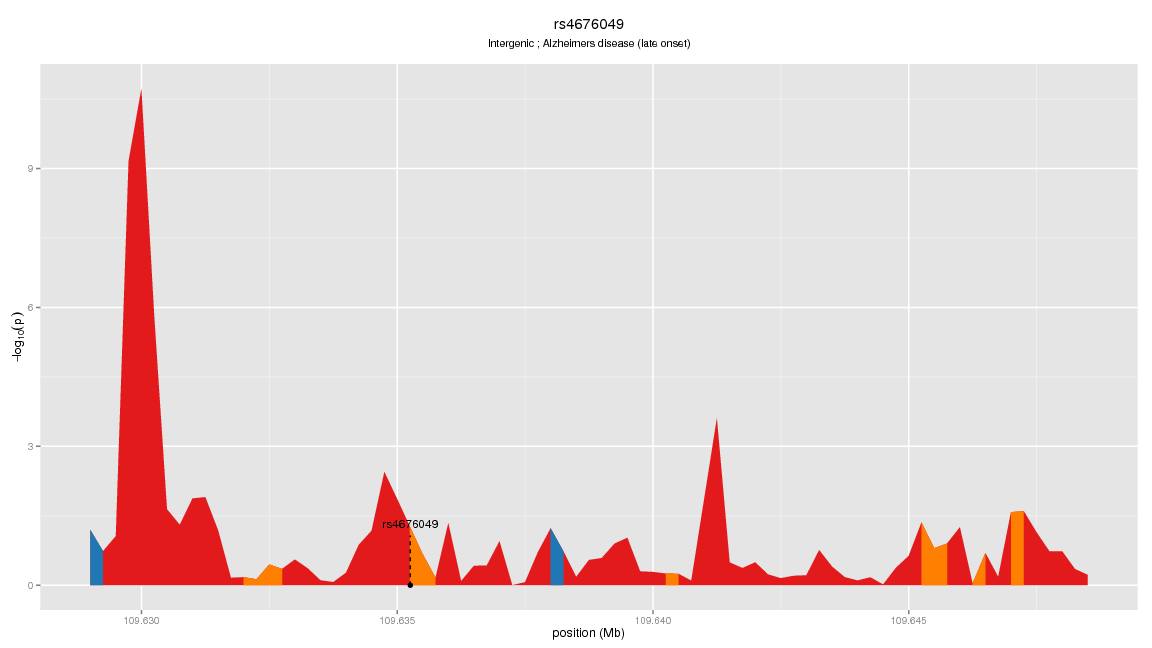 rs4676049
Intergenic ; Alzheimers disease (late onset)
−log10(p)
9
6
3
0
rs4676049
109.630 109.635 109.640 109.645
position (Mb)